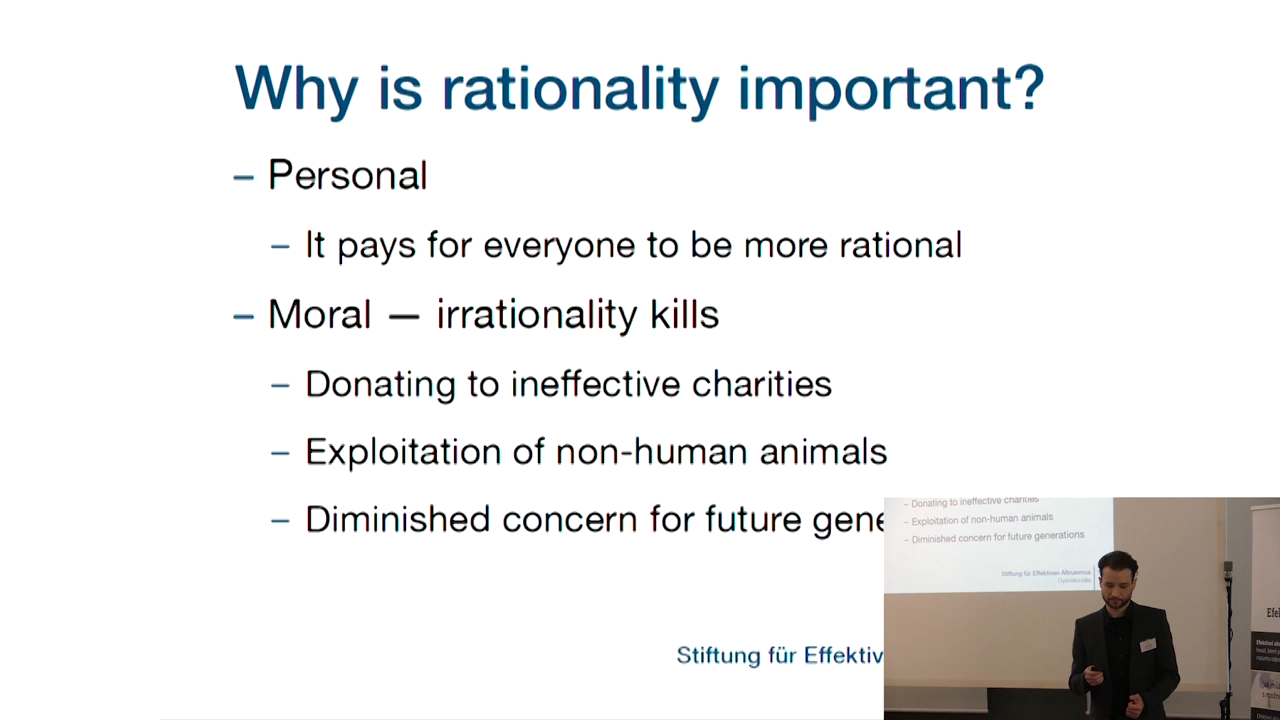 Why is rationality important?
– Personal
– It pays for everyone to be more rational
– Moral — irrationality kills
– Donating to ineffective charities
– Exploitation of non-human animals
– Diminished concern for future gene
Stiftung für Effektiv
– Donating to ineffective charities
– Exploitation of non-human animals
– Diminished concern for future generations
Stiftung für Effektiven Altruismus
Efe